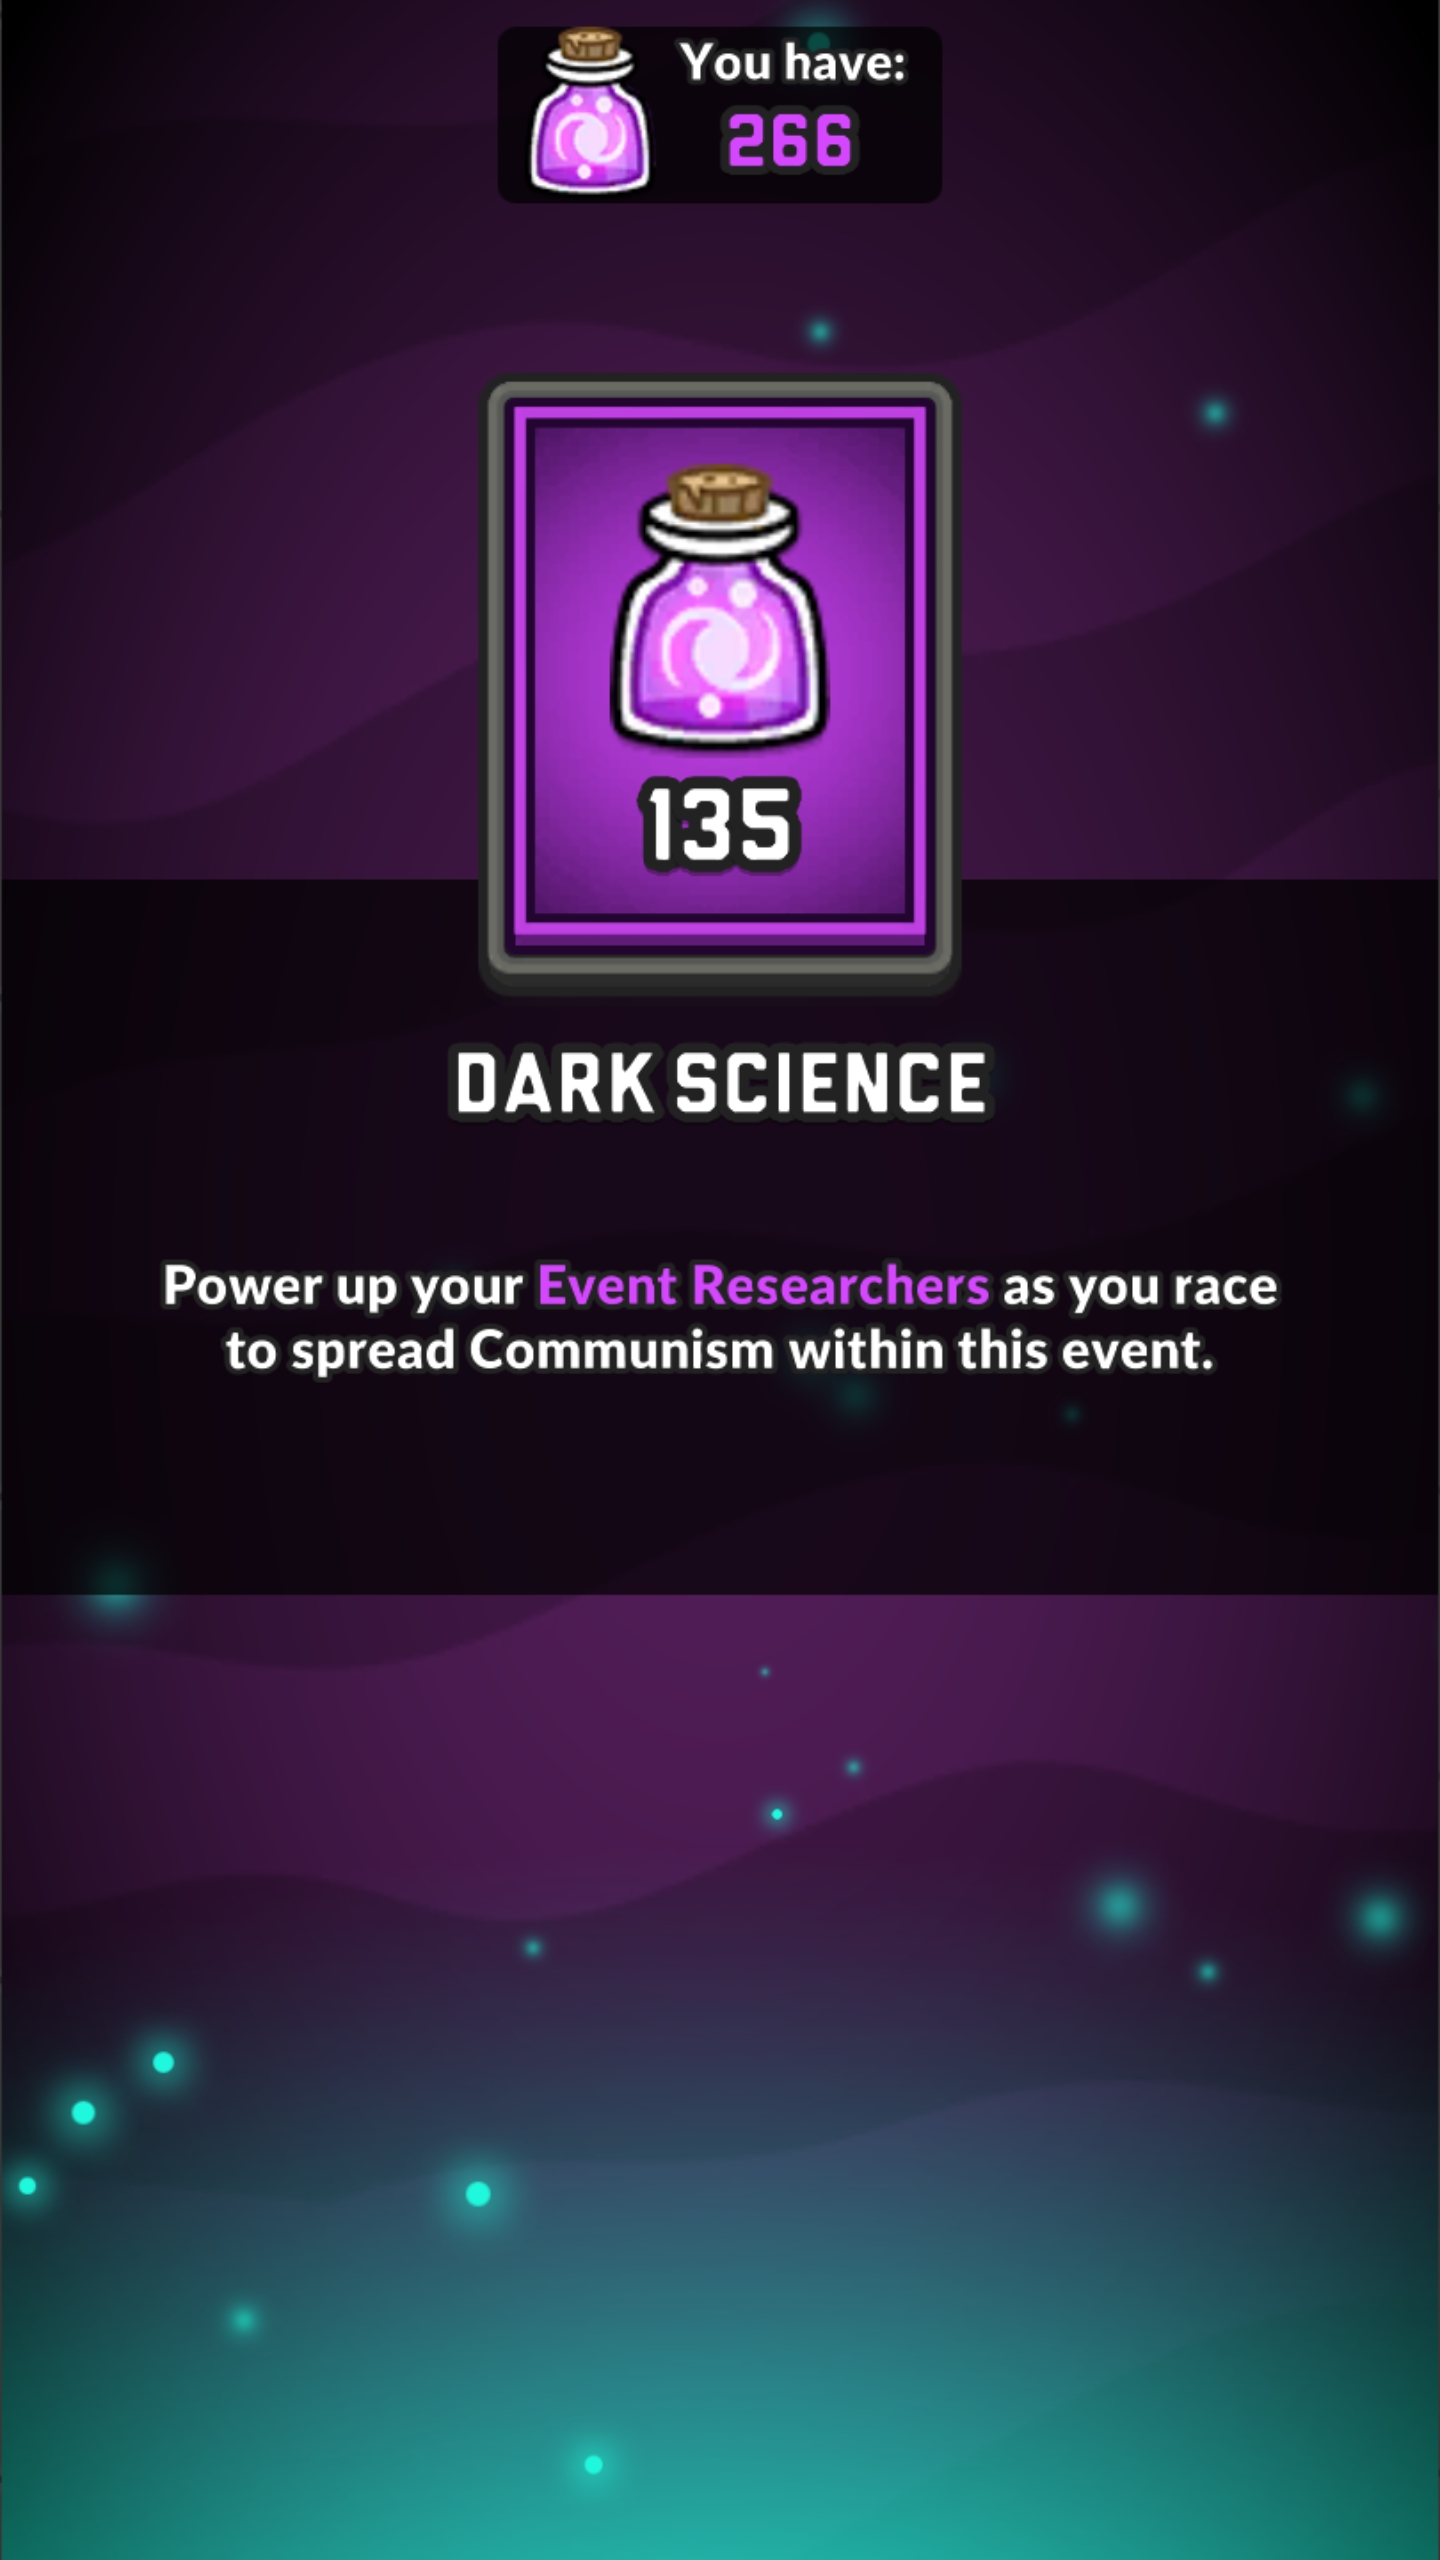 You have:
266
135
DARK SCIENCE
Power up your Event Researchers as you race
to spread Communism within this event.